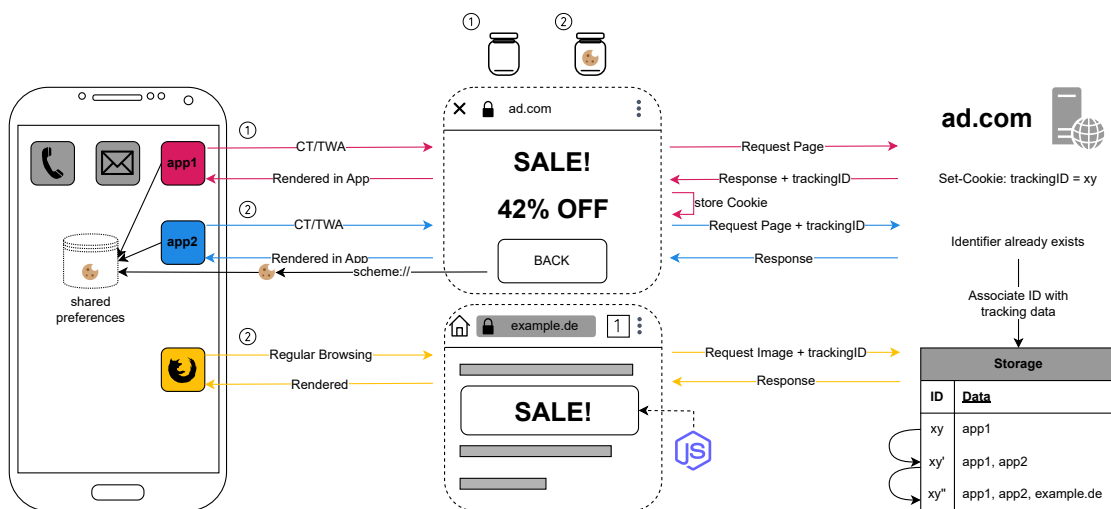 1
2
ad.com
ad.com
1
CT/TWA
SALE!
Request Page
app1
Rendered in App
Response + trackingID
Set-Cookie: trackingID = xy
store Cookie
42% OFF
2
CT/TWA
Request Page + trackingID
app2
Identifier already exists
Rendered in App
BACK
Response
scheme://
shared
preferences
Associate ID with
tracking data
example.de
1
2
Regular Browsing
Request Image + trackingID
Storage
Rendered
Response
ID Data
SALE!
xy app1
JS
xy' app1, app2
xy" app1, app2, example.de